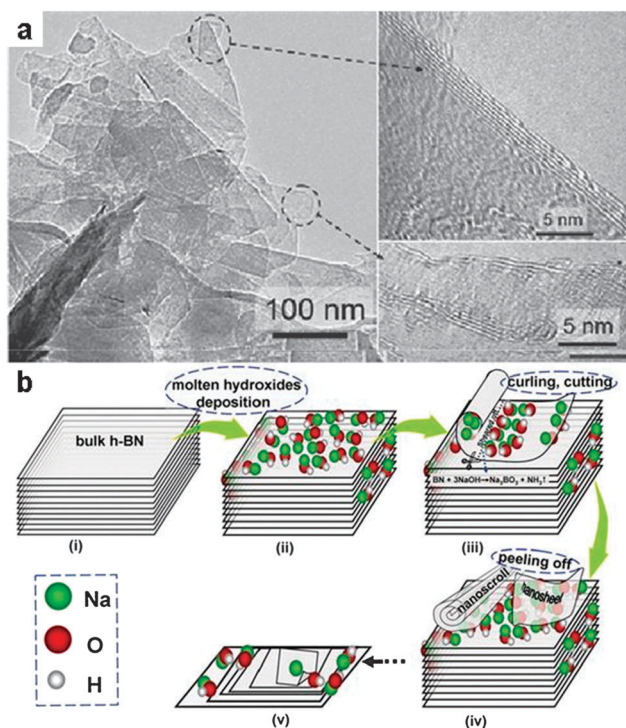 a
5 nm
100 nm
5 nm
b
molten hydroxides
deposition
curling, cutting
bulk h-BN
BN + 3NaOH→Na₃BO₃ + NH₃↑
(i)
(ii)
(iii)
peeling off
nanoscroll
nanosheet
Na
O
H
(v)
(iv)